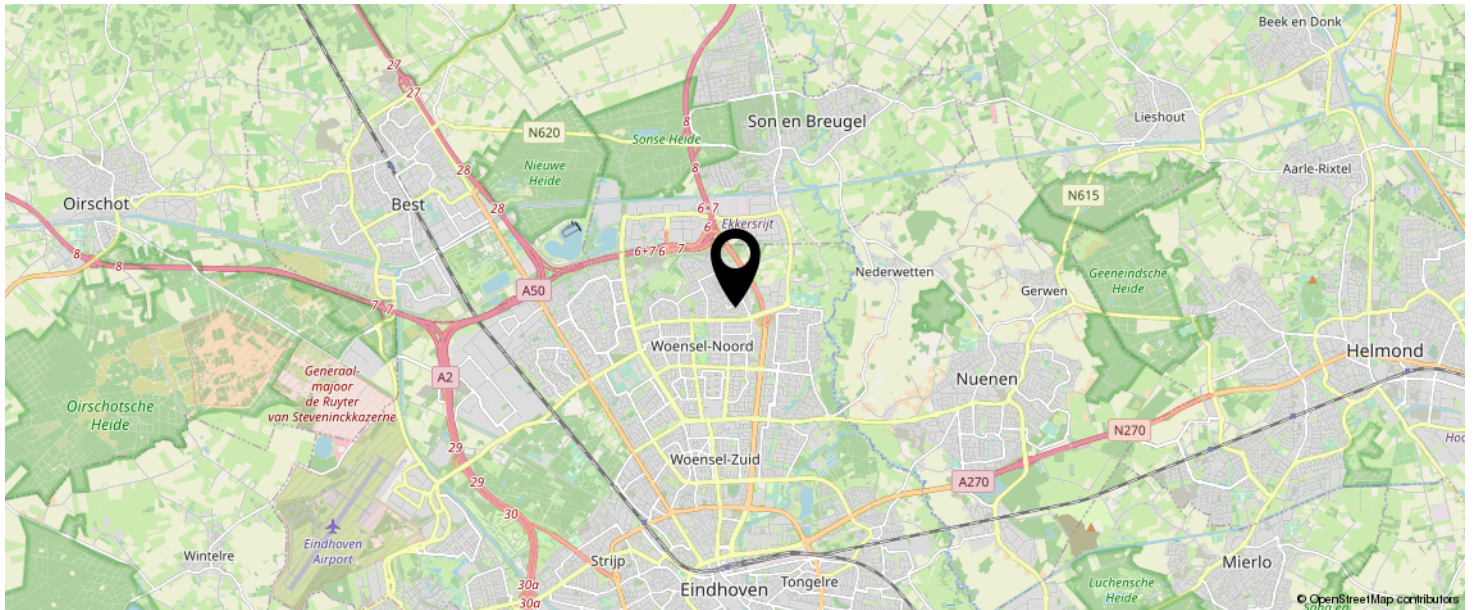 Beek en Donk
27
27
Son en Breugel
8
Lieshout
N620
Sonse Heide
8
28
Nieuwe
Heide
Aarle-Rixtel
N615
Oirschot
Best
28
6+7
6
Ekkersrijt
8
8
6+7
6
7
Nederwetten
Geeneindsche
Heide
Gerwen
A50
7
7
Woensel-Noord
Helmond
Generaal-
majoor
de Ruyter
van Steveninckkazerne
A2
Nuenen
Oirschotsche
Heide
N270
29
Woensel-Zuid
29
A270
30
Eindhoven
Airport
Wintelre
Strijp
Tongelre
Mierlo
30a
30a
Eindhoven
Luchensche
Heide
© OpenStreetMap contributors